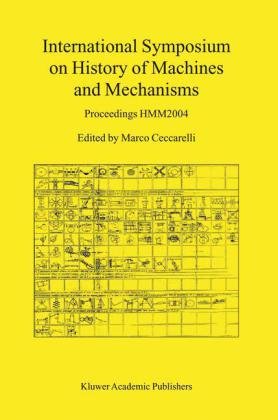 International Symposium
on History of Machines
and Mechanisms
Proceedings HMM2004
Edited by Marco Ceccarelli
Kluwer Academic Publishers